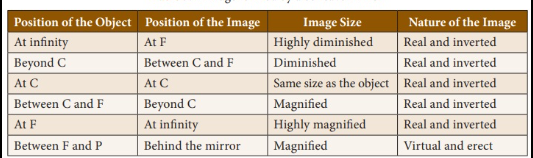 Position of the Object Position of the Image Image Size Nature of the Image
At infinity At F Highly diminished Real and inverted
Beyond C Between C and F Diminished Real and inverted
At C At C Same size as the object Real and inverted
Between C and F Beyond C Magnified Real and inverted
At F At infinity Highly magnified Real and inverted
Between F and P Behind the mirror Magnified Virtual and erect